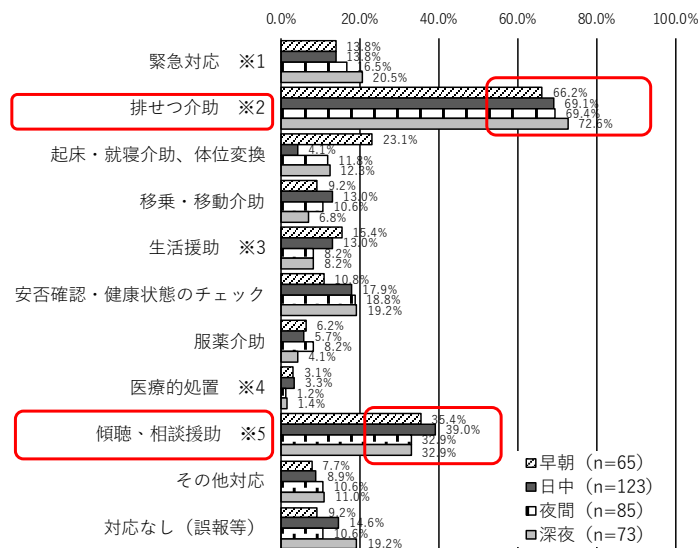 0.0% 20.0% 40.0% 60.0% 80.0% 100.0%
緊急対応 ※1
13.8%
13.8%
16.5%
20.5%
排せつ介助 ※2
66.2%
69.1%
69.4%
72.6%
起床・就寝介助、体位変換
23.1%
4.1%
11.8%
12.3%
移乗・移動介助
9.2%
13.0%
10.6%
6.8%
生活援助 ※3
15.4%
13.0%
8.2%
8.2%
安否確認・健康状態のチェック
10.8%
17.9%
18.8%
19.2%
服薬介助
6.2%
5.7%
8.2%
4.1%
医療的処置 ※4
3.1%
3.3%
1.2%
1.4%
傾聴、相談援助 ※5
35.4%
39.0%
32.9%
32.9%
その他対応
7.7%
8.9%
10.6%
11.0%
対応なし（誤報等）
9.2%
14.6%
10.6%
19.2%
早朝（n=65）
日中（n=123）
夜間（n=85）
深夜（n=73）